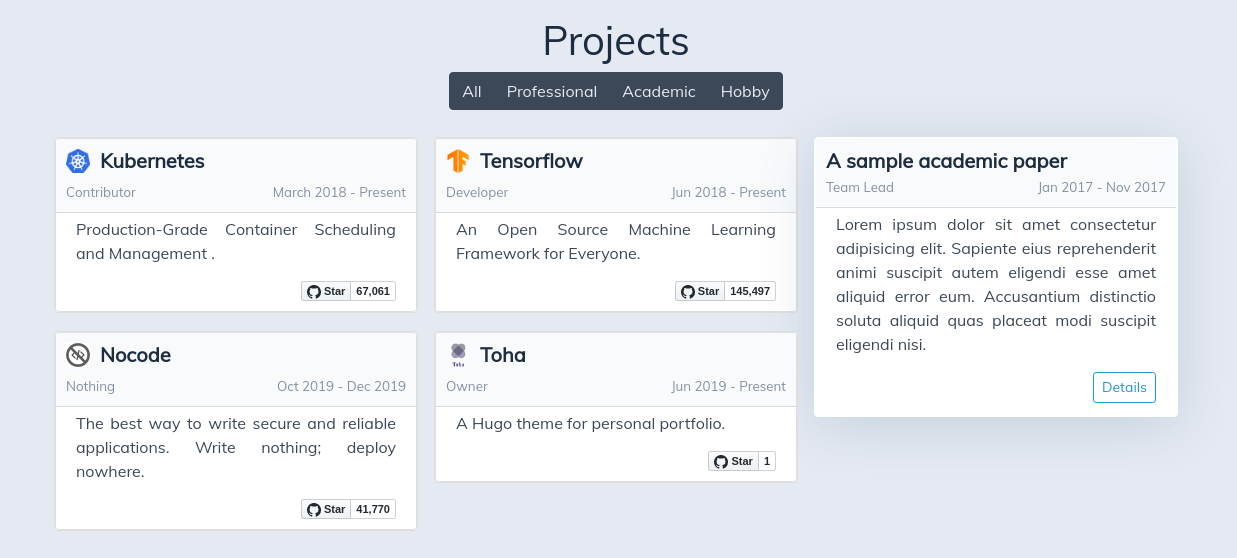 Projects
All Professional Academic Hobby
Kubernetes
Contributor March 2018 - Present
Production-Grade Container Scheduling
and Management .
Star 67,061
Tensorflow
Developer Jun 2018 - Present
An Open Source Machine Learning
Framework for Everyone.
Star 145,497
A sample academic paper
Team Lead Jan 2017 - Nov 2017
Lorem ipsum dolor sit amet consectetur
adipisicing elit. Sapiente eius reprehenderit
animi suscipit autem eligendi esse amet
aliquid error eum. Accusantium distinctio
soluta aliquid quas placeat modi suscipit
eligendi nisi.
Details
Nocode
Nothing Oct 2019 - Dec 2019
The best way to write secure and reliable
applications. Write nothing; deploy
nowhere.
Star 41,770
Toha
Toha
Owner Jun 2019 - Present
A Hugo theme for personal portfolio.
Star 1